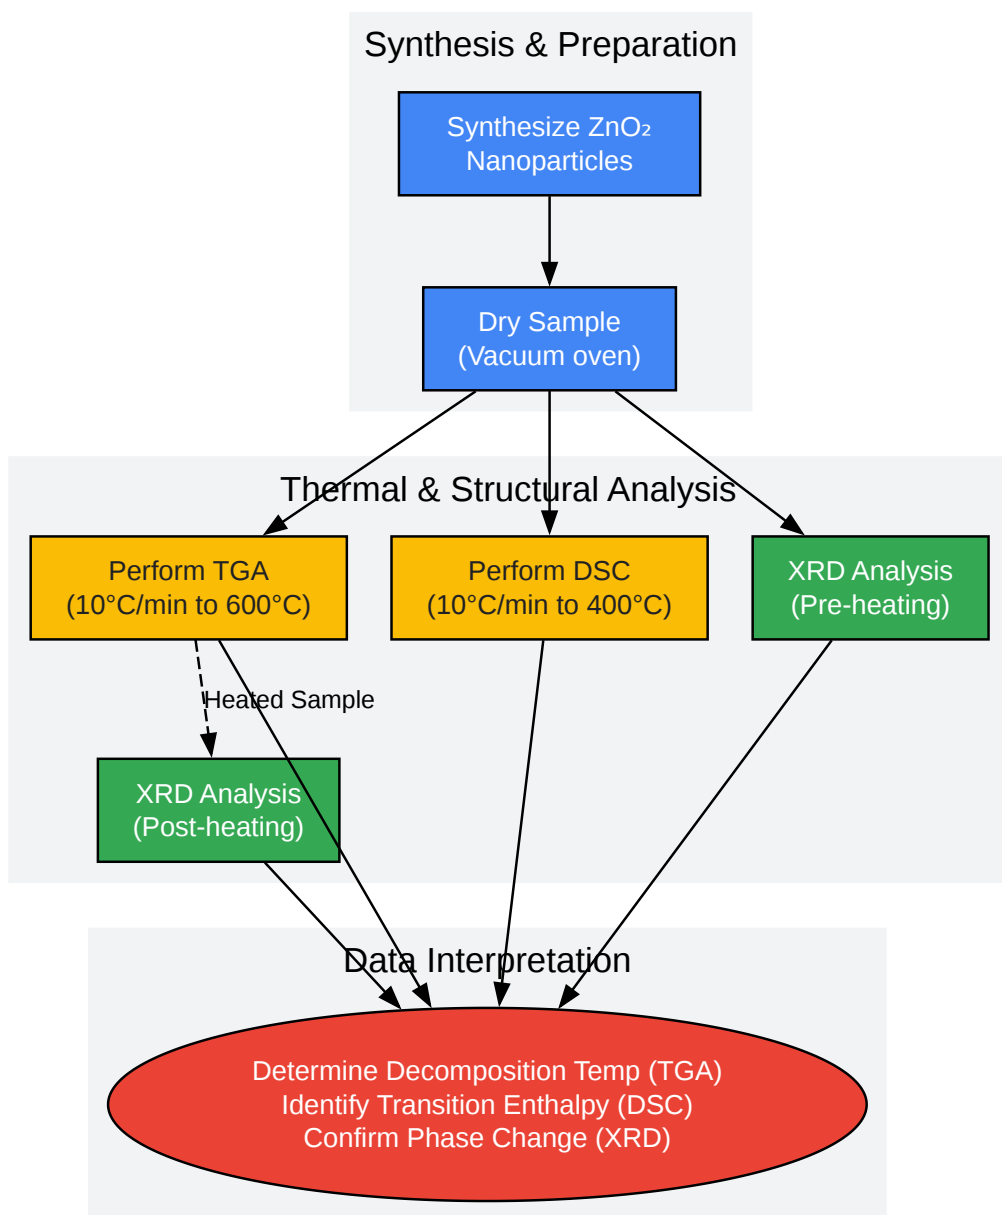 Synthesis & Preparation
Synthesize ZnO₂
Nanoparticles
Dry Sample
(Vacuum oven)
Thermal & Structural Analysis
Perform TGA
(10°C/min to 600°C)
Perform DSC
(10°C/min to 400°C)
XRD Analysis
(Pre-heating)
Heated Sample
XRD Analysis
(Post-heating)
Data Interpretation
Determine Decomposition Temp (TGA)
Identify Transition Enthalpy (DSC)
Confirm Phase Change (XRD)